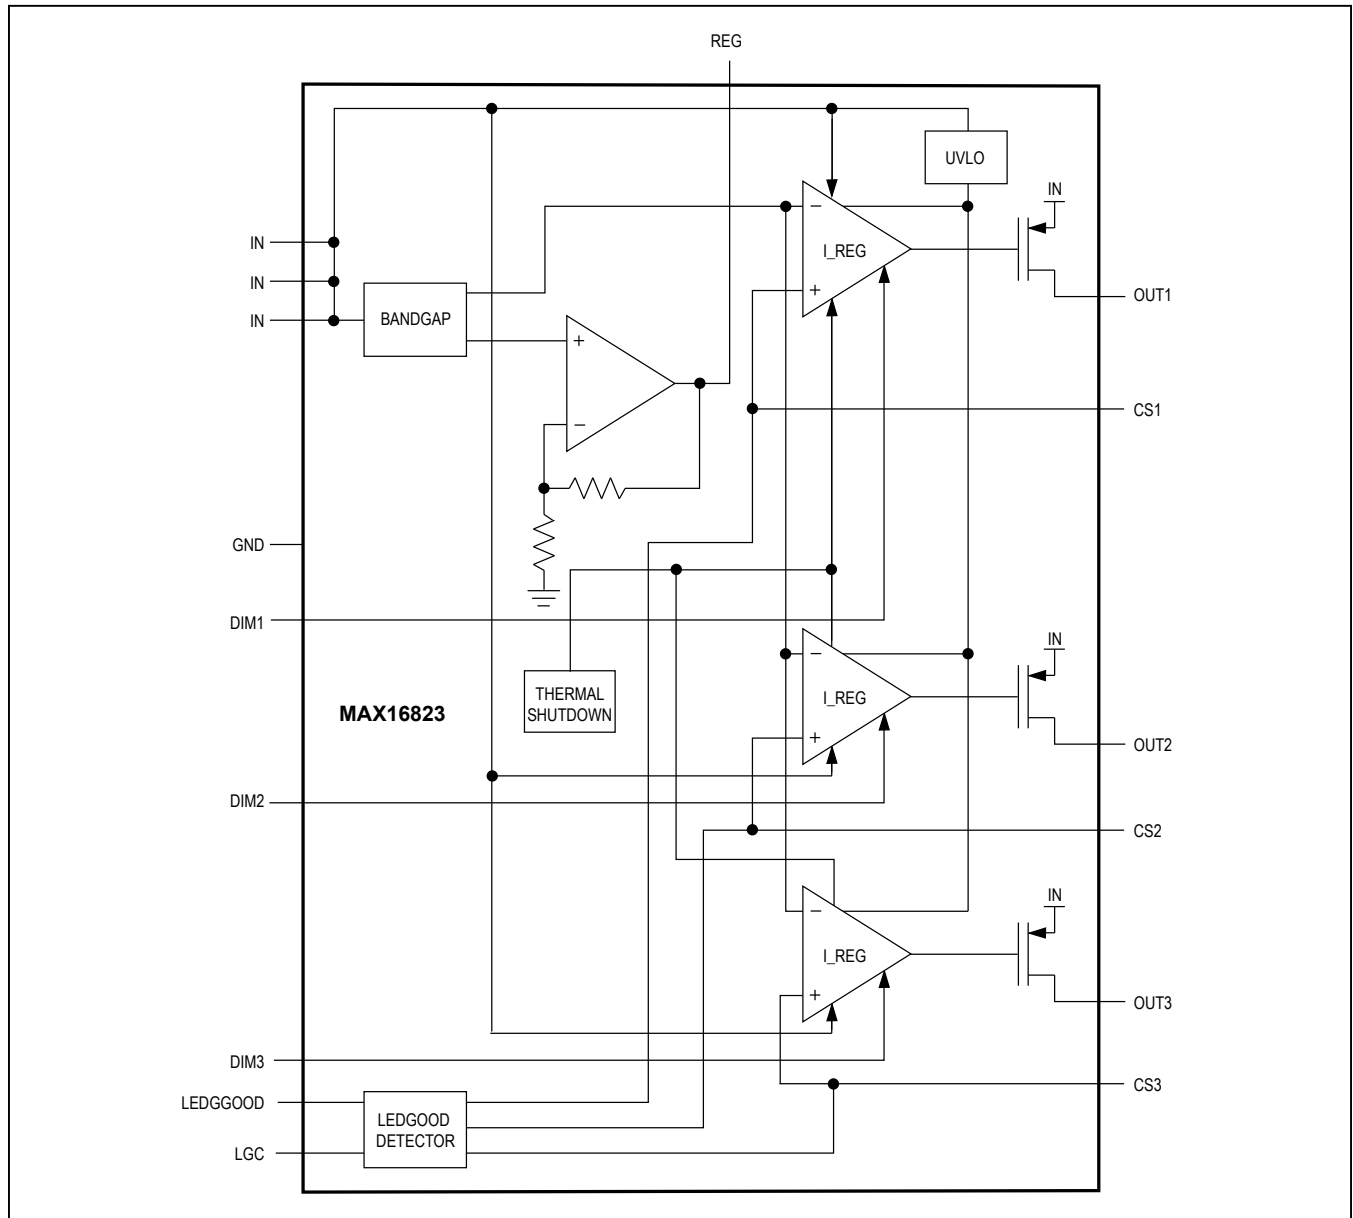 REG
UVLO
IN
IN
I_REG
IN
OUT1
BANDGAP
IN
CS1
GND
DIM1
IN
THERMAL
SHUTDOWN
I_REG
MAX16823
OUT2
DIM2
CS2
IN
I_REG
OUT3
DIM3
CS3
LEDGGOOD
LEDGOOD
DETECTOR
LGC
+
−
−
+
−
+
−
+